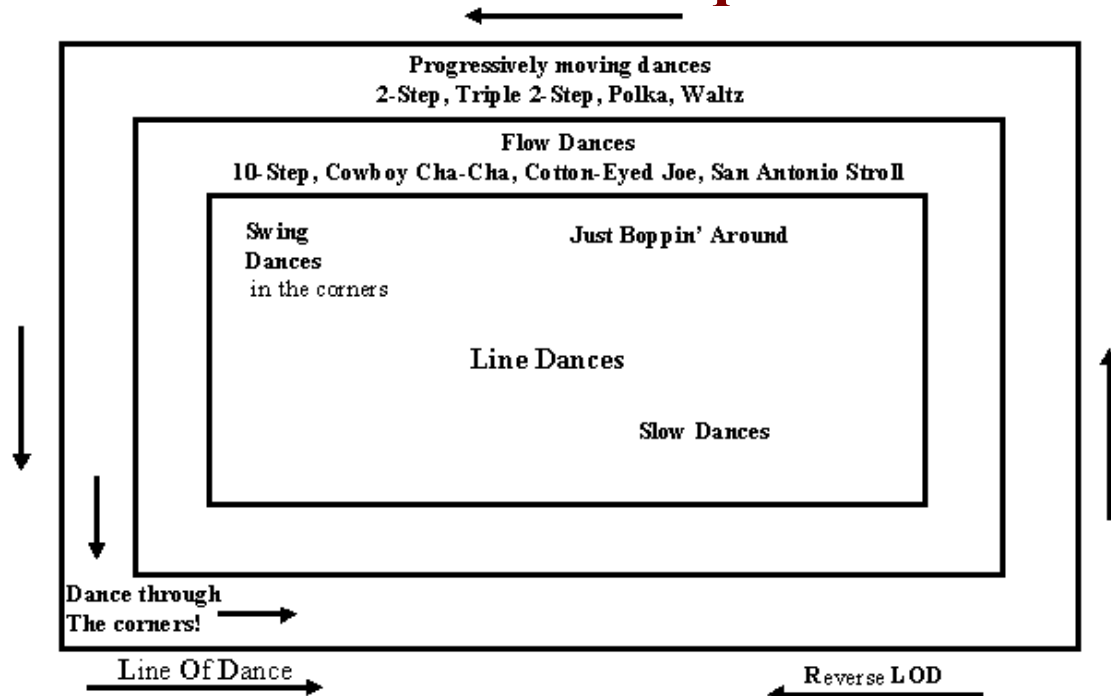 Progressively moving dances
2-Step, Triple 2-Step, Polka, Waltz
Flow Dances
10-Step, Cowboy Cha-Cha, Cotton-Eyed Joe, San Antonio Stroll
Swing
Dances
in the corners
Just Boppin' Around
Line Dances
Slow Dances
Dance through
The corners!
Line Of Dance
Reverse LOD